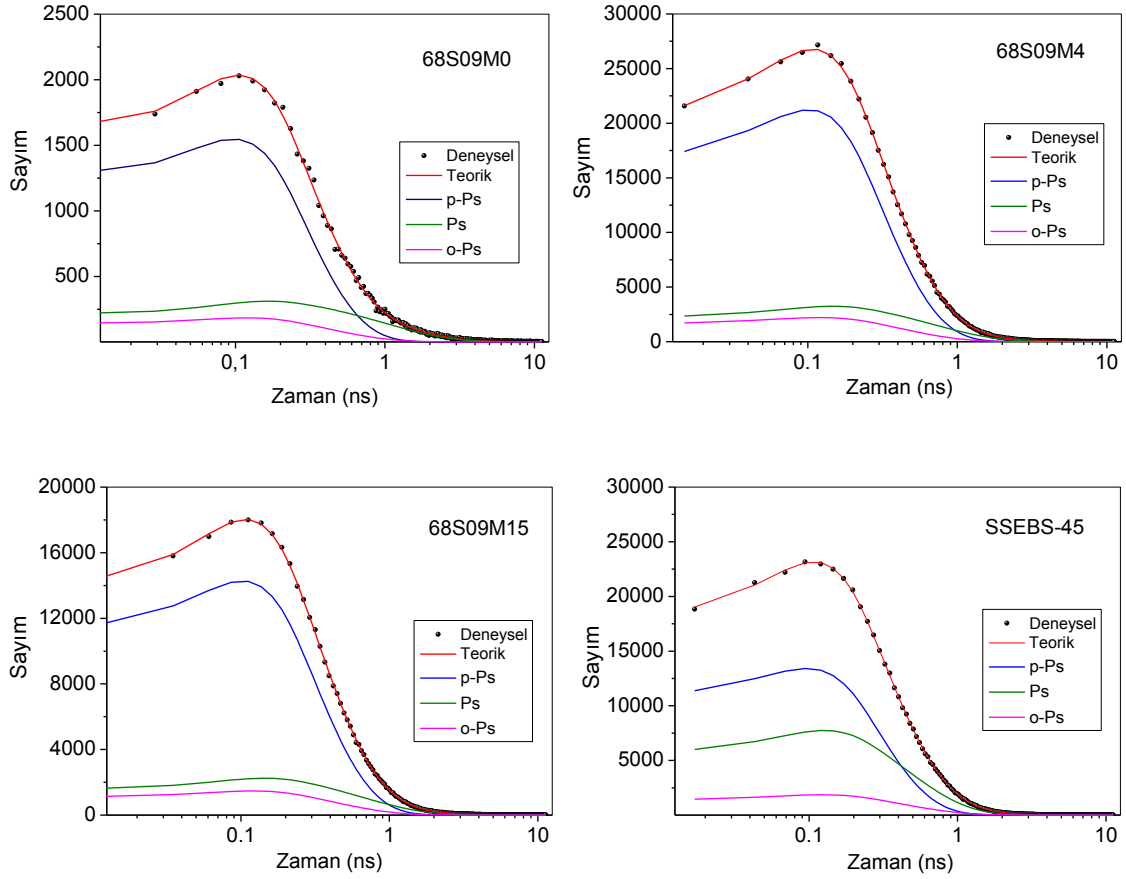 68S09M0
Sayım
2500
2000
1500
1000
500
Deneysel
Teorik
p-Ps
Ps
o-Ps
0,1
1
10
Zaman (ns)
68S09M4
Sayım
30000
25000
20000
15000
10000
5000
0
Deneysel
Teorik
p-Ps
Ps
o-Ps
0,1
1
10
Zaman (ns)
68S09M15
Sayım
20000
16000
12000
8000
4000
0
Deneysel
Teorik
p-Ps
Ps
o-Ps
0.1
1
10
Zaman (ns)
SSEBS-45
Sayım
30000
25000
20000
15000
10000
5000
Deneysel
Teorik
p-Ps
Ps
o-Ps
0.1
1
10
Zaman (ns)